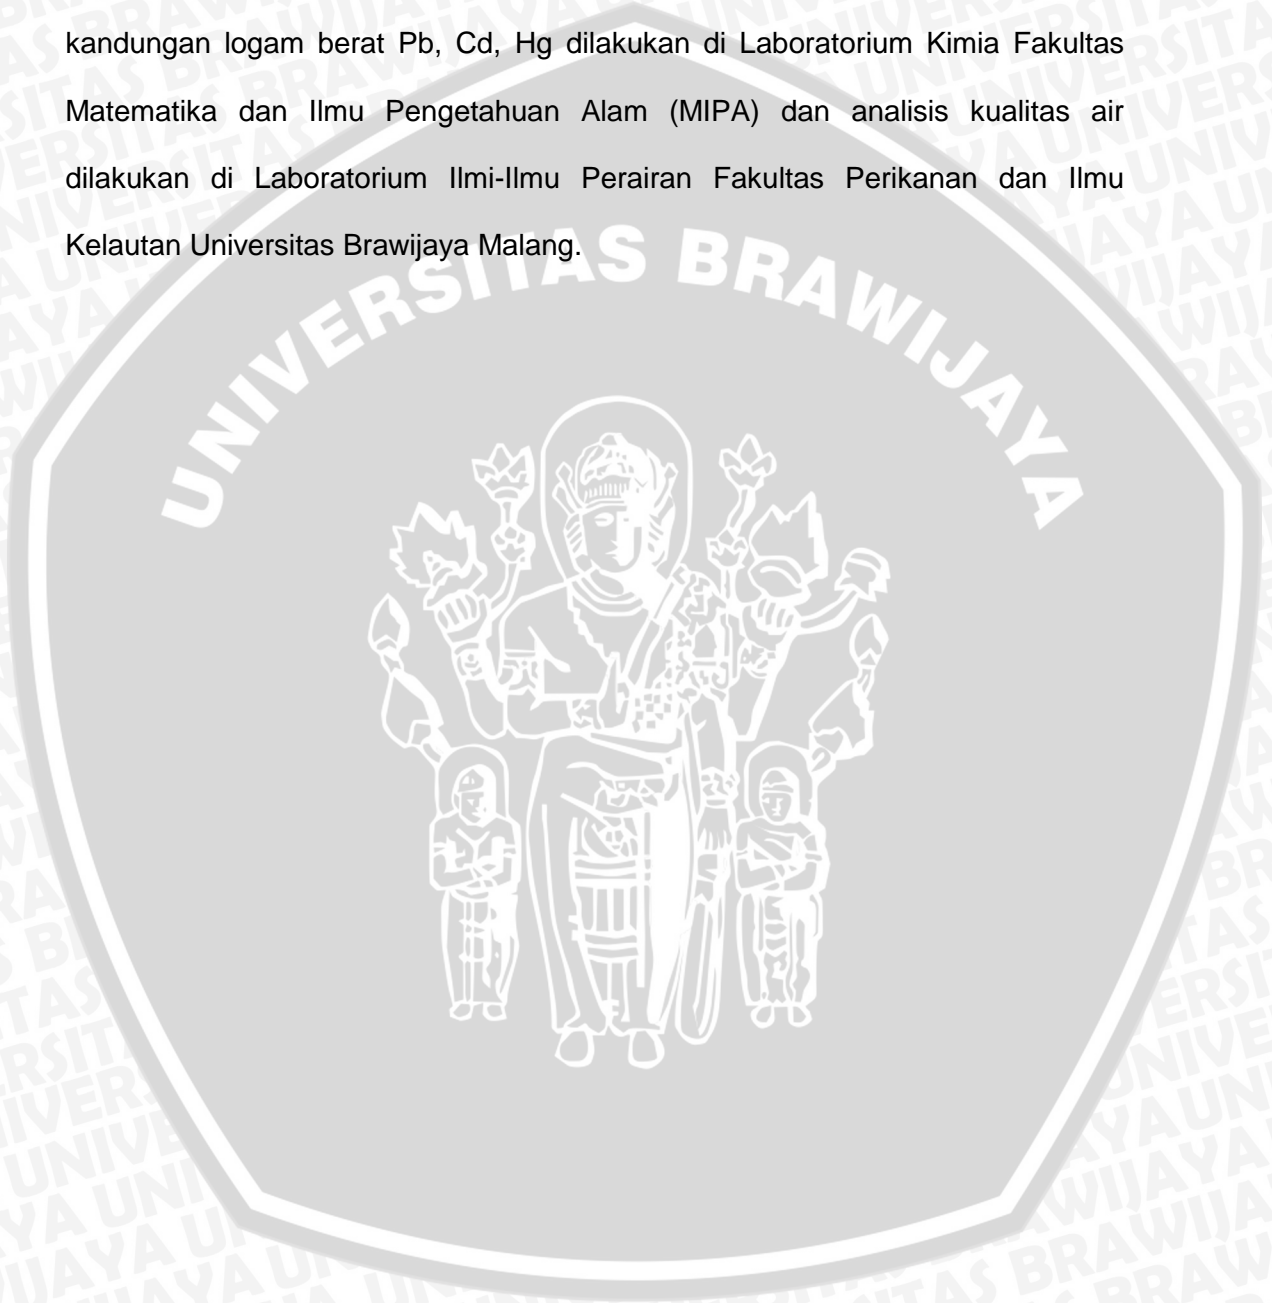 kandungan logam berat Pb, Cd, Hg dilakukan di Laboratorium Kimia Fakultas
Matematika dan Ilmu Pengetahuan Alam (MIPA) dan analisis kualitas air
dilakukan di Laboratorium Ilmi-Ilmu Perairan Fakultas Perikanan dan Ilmu
Kelautan Universitas Brawijaya Malang.
UNIVERSITAS BRAWIJAYA